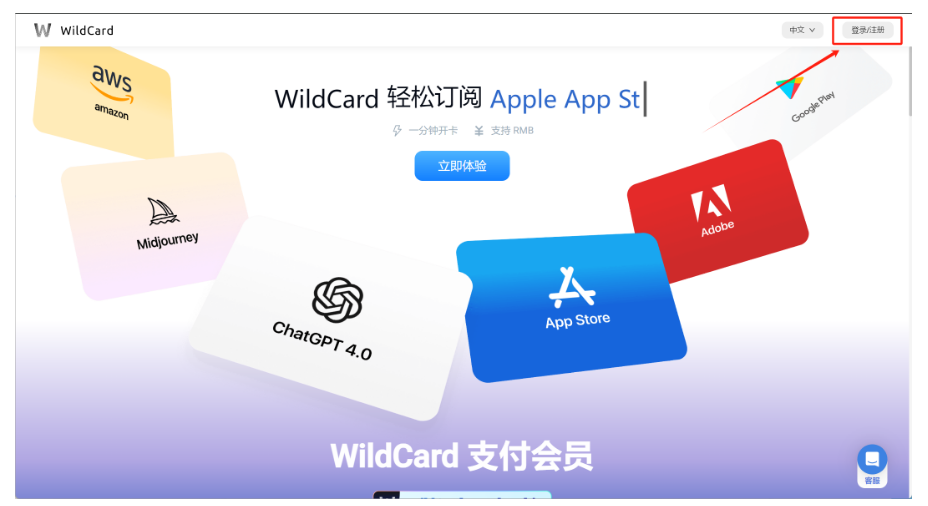 WildCard
中文
登录/注册
aws
amazon
WildCard 轻松订阅 Apple App St
Google Play
一分钟开卡 支持 RMB
立即体验
Adobe
Midjourney
ChatGPT 4.0
App Store
WildCard 支付会员
客服